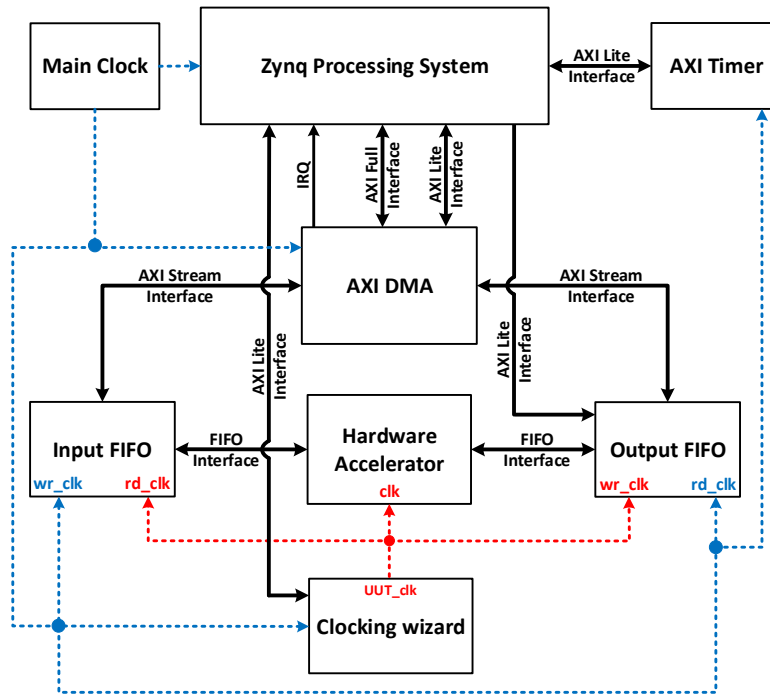 Main Clock
Zynq Processing System
AXI Lite
Interface
AXI Timer
IRQ
AXI Full
Interface
AXI Lite
Interface
AXI Stream
Interface
AXI DMA
AXI Stream
Interface
AXI Lite
Interface
AXI Lite
Interface
Input FIFO
wr_clk
rd_clk
FIFO
Interface
Hardware
Accelerator
clk
FIFO
Interface
Output FIFO
wr_clk
rd_clk
UUT_clk
Clocking wizard